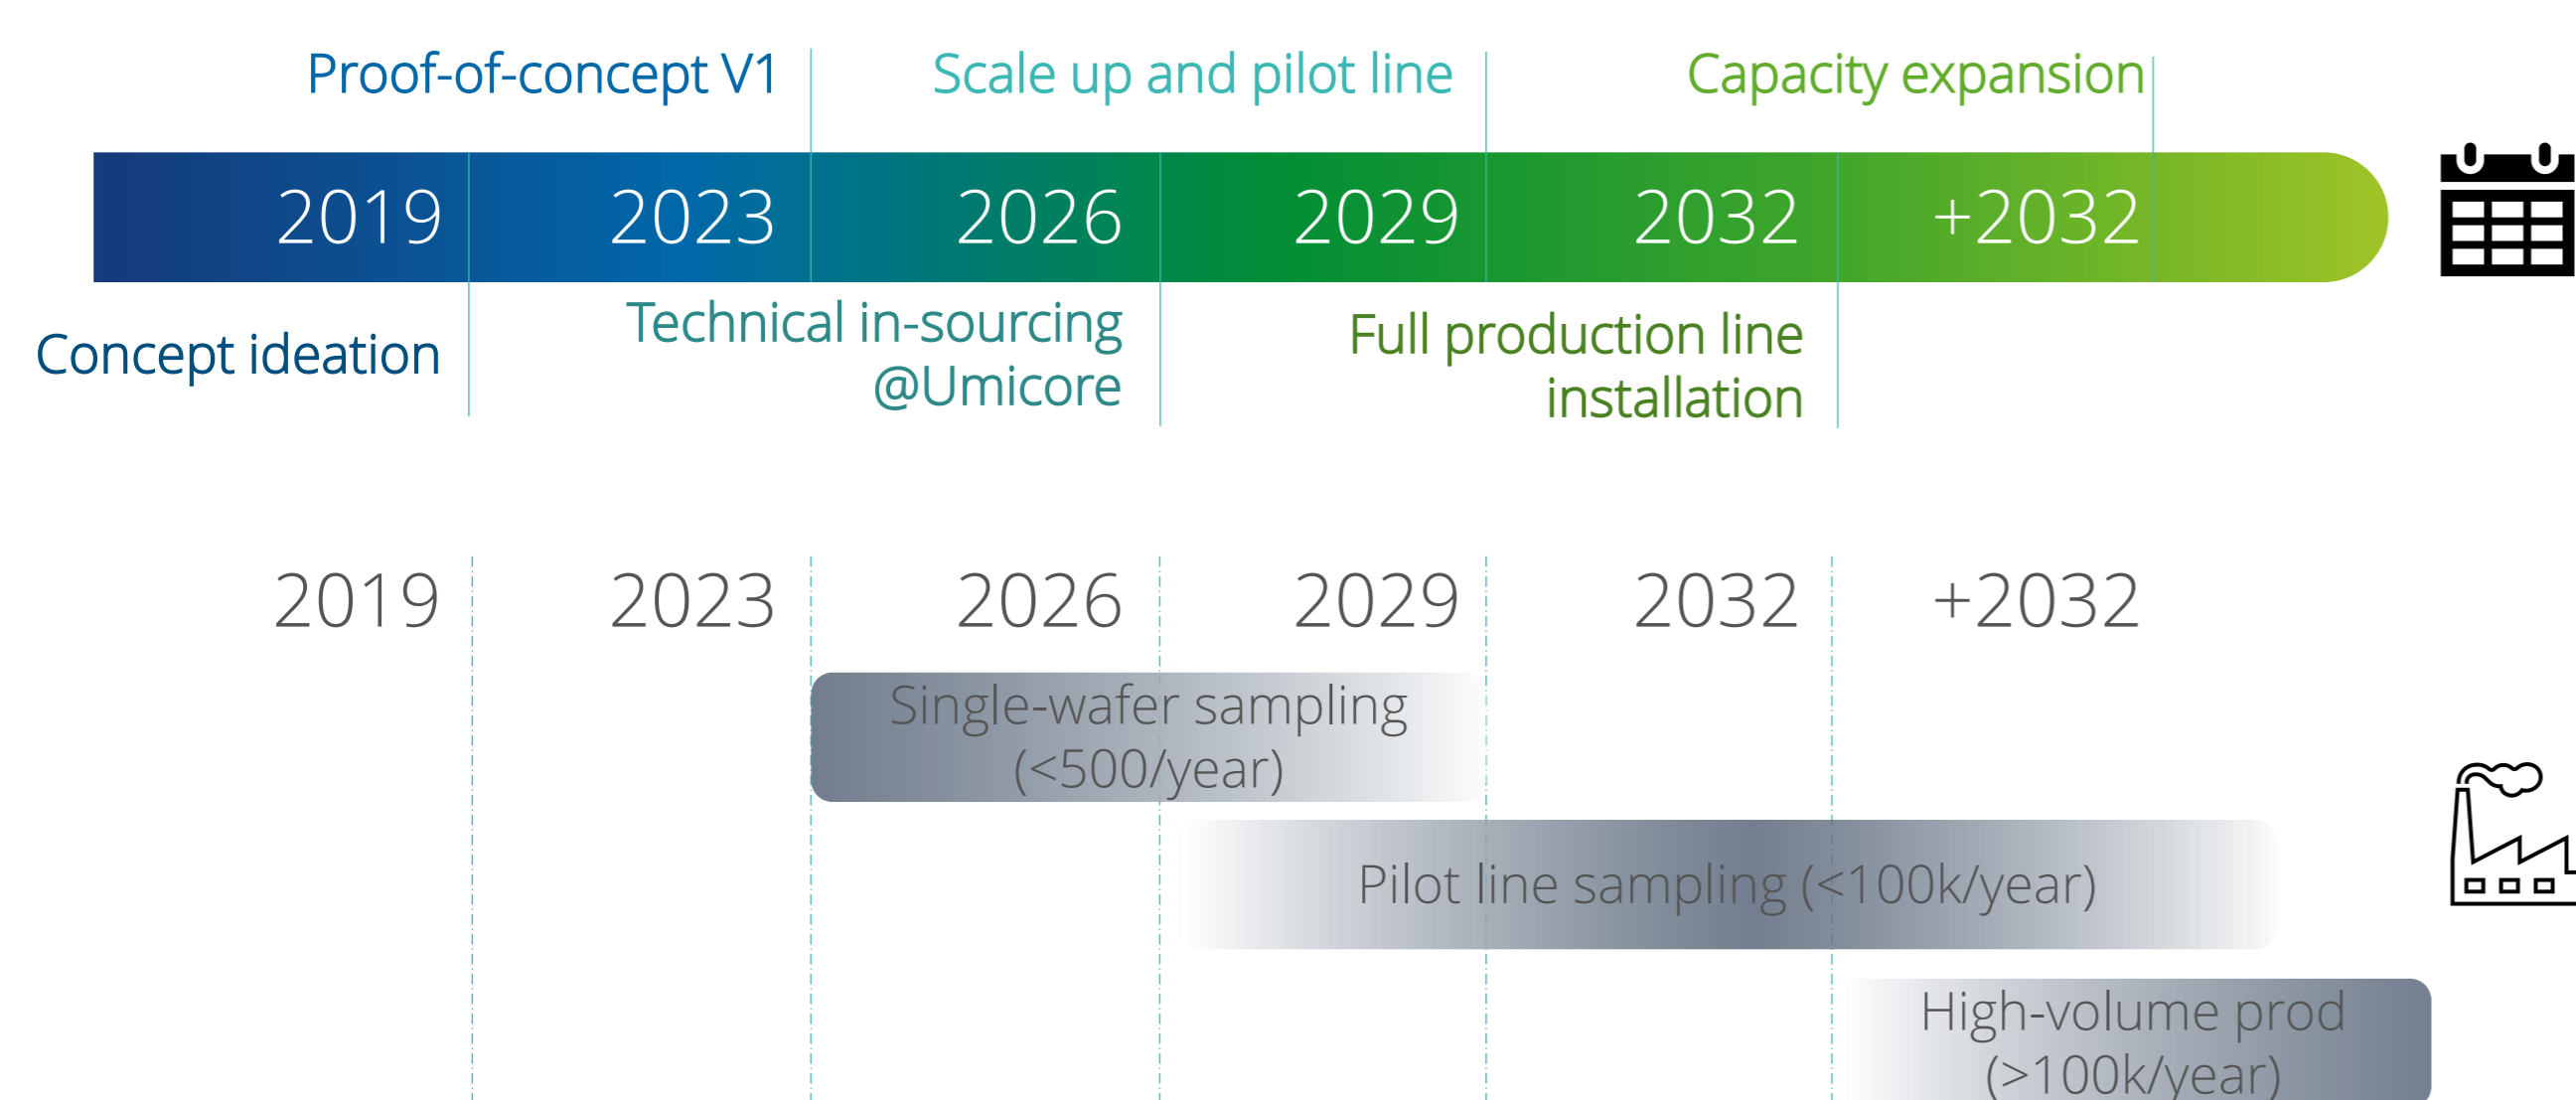 Proof-of-concept V1
Scale up and pilot line
Capacity expansion
2019
2023
2026
2029
2032
+2032
Concept ideation
Technical in-sourcing
@Umicore
Full production line
installation
2019
2023
2026
2029
2032
+2032
Single-wafer sampling
(<500/year)
Pilot line sampling (<100k/year)
High-volume prod
(>100k/year)